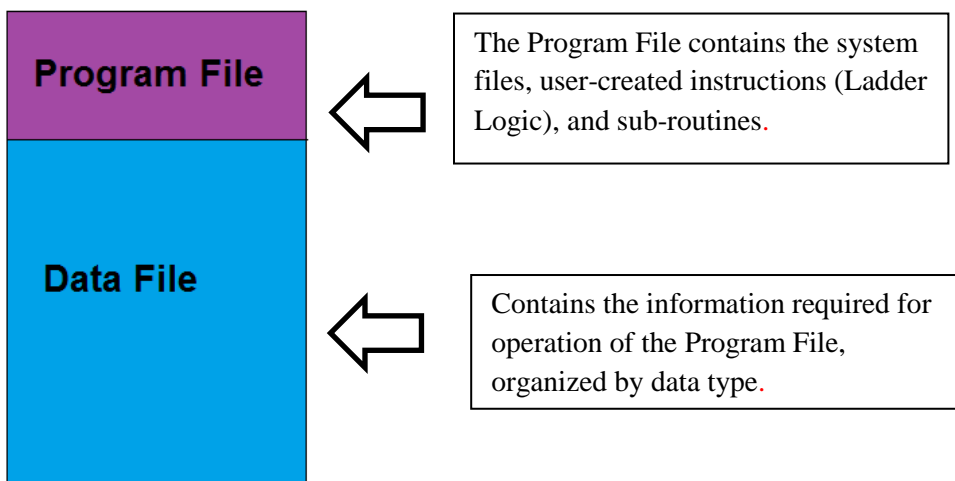 Program File
The Program File contains the system
files, user-created instructions (Ladder
Logic), and sub-routines.
Data File
Contains the information required for
operation of the Program File,
organized by data type.